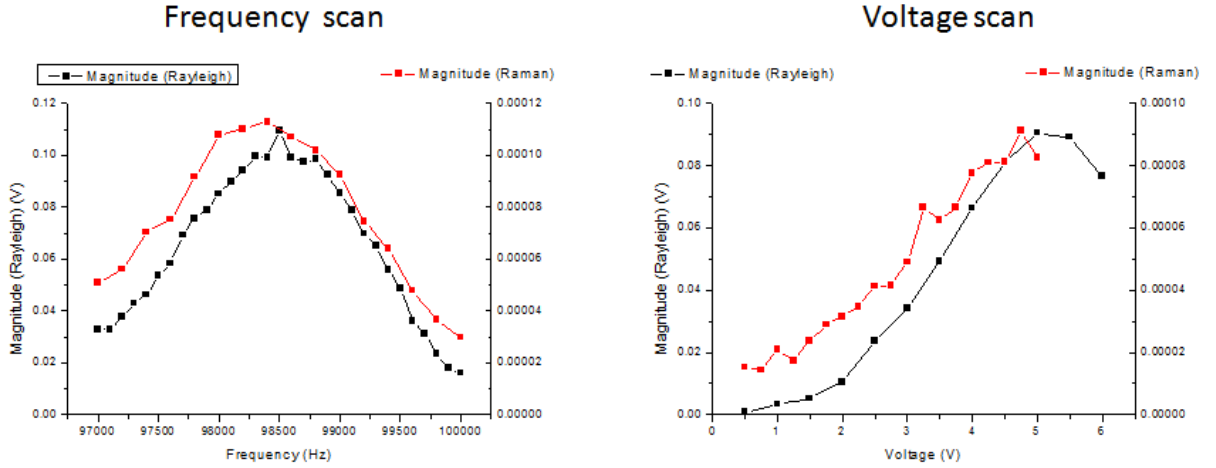 Frequency scan
Magnitude (Rayleigh)
Magnitude (Raman)
0.12
0.10
0.08
0.06
0.04
0.02
0.00
Magnitude (Rayleigh) (V)
0.00012
0.00010
0.00008
0.00006
0.00004
0.00002
0.00000
97000 97500 98000 98500 99000 99500 100000
Frequency (Hz)
Voltage scan
Magnitude (Rayleigh)
Magnitude (Raman)
0.10
0.08
0.06
0.04
0.02
0.00
Magnitude (Rayleigh) (V)
0.00010
0.00008
0.00006
0.00004
0.00002
0.00000
0 1 2 3 4 5 6
Voltage (V)